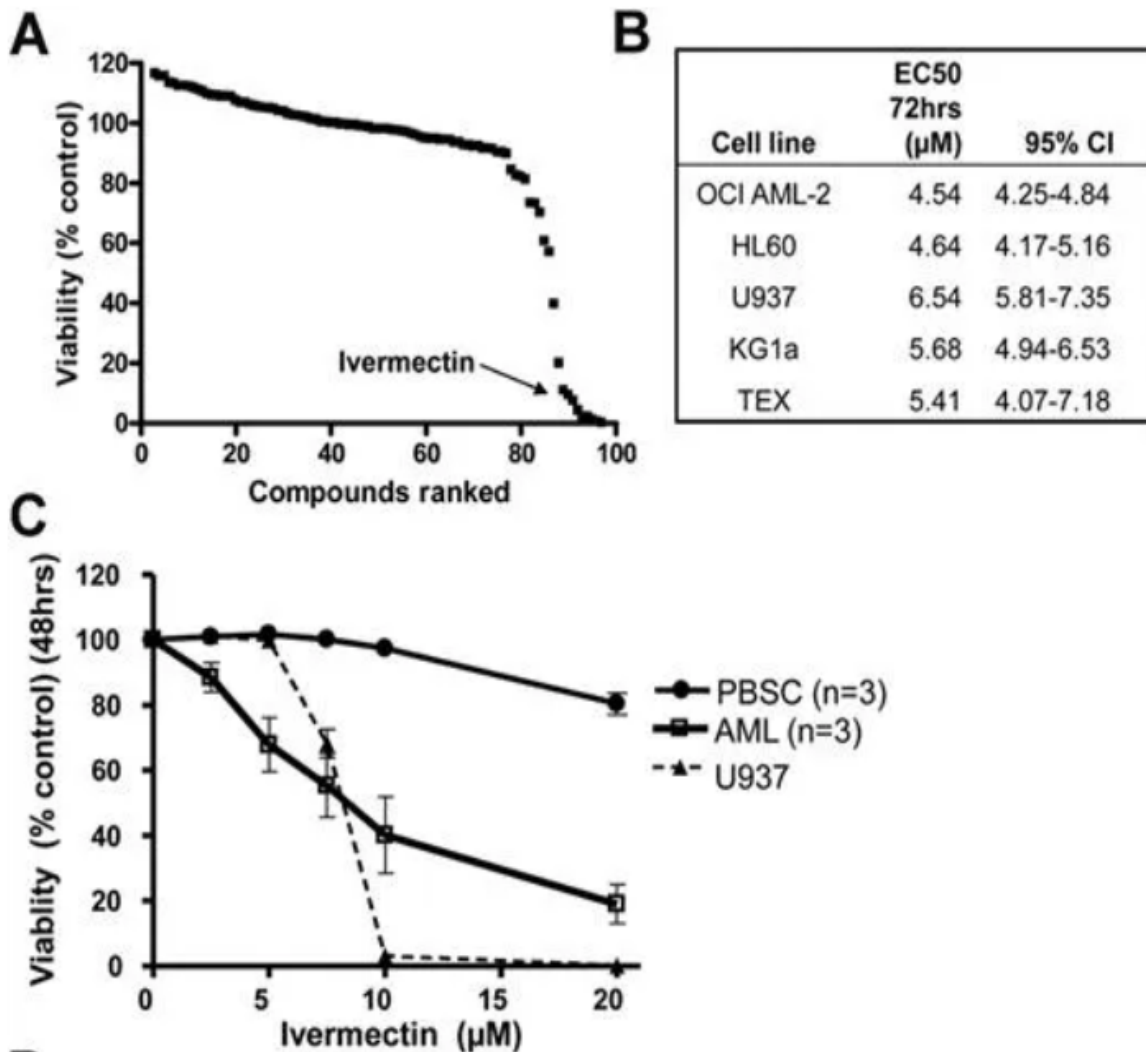 A
Viability (% control)
120
100
80
60
40
20
0
Ivermectin
0 20 40 60 80 100
Compounds ranked
B
EC50
72hrs
Cell line (µM) 95% CI
OCI AML-2 4.54 4.25-4.84
HL60 4.64 4.17-5.16
U937 6.54 5.81-7.35
KG1a 5.68 4.94-6.53
TEX 5.41 4.07-7.18
C
Viablity (% control) (48hrs)
120
100
80
60
40
20
0
0 5 10 15 20
Ivermectin (µM)
PBSC (n=3)
AML (n=3)
U937